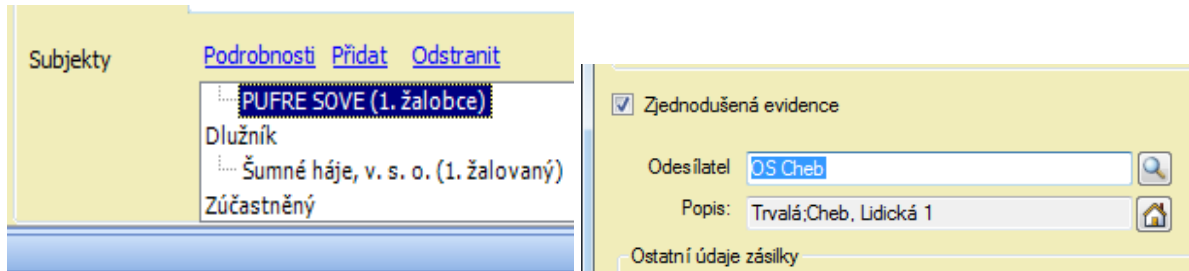 Subjekty Podrobnosti Přidat Odstranit
PUFRE SOVE (1. žalobce)
Dlužník
Šumné háje, v. s. o. (1. žalovaný)
Zúčastněný
Zjednodušená evidence
Odesílatel OS Cheb
Popis: Trvalá;Cheb, Lidická 1
Ostatní údaje zásilky